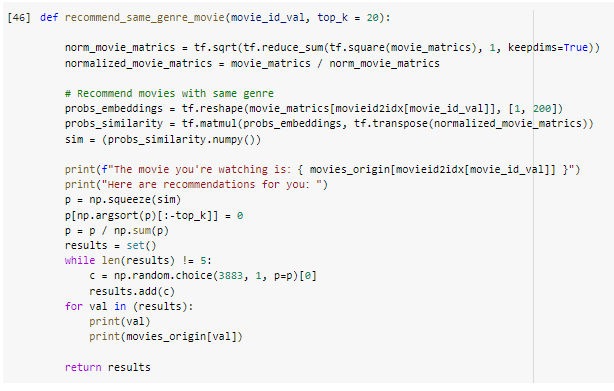 [46] def recommend_same_genre_movie(movie_id_val, top_k = 20):
norm_movie_matrics = tf.sqrt(tf.reduce_sum(tf.square(movie_matrics), 1, keepdims=True))
normalized_movie_matrics = movie_matrics / norm_movie_matrics
# Recommend movies with same genre
probs_embeddings = tf.reshape(movie_matrics[movieid2idx[movie_id_val]], [1, 200])
probs_similarity = tf.matmul(probs_embeddings, tf.transpose(normalized_movie_matrics))
sim = (probs_similarity.numpy())
print(f"The movie you're watching is: { movies_origin[movieid2idx[movie_id_val]] }")
print("Here are recommendations for you: ")
p = np.squeeze(sim)
p[np.argsort(p)[:-top_k]] = 0
p = p / np.sum(p)
results = set()
while len(results) != 5:
c = np.random.choice(3883, 1, p=p)[0]
results.add(c)
for val in (results):
print(val)
print(movies_origin[val])
return results